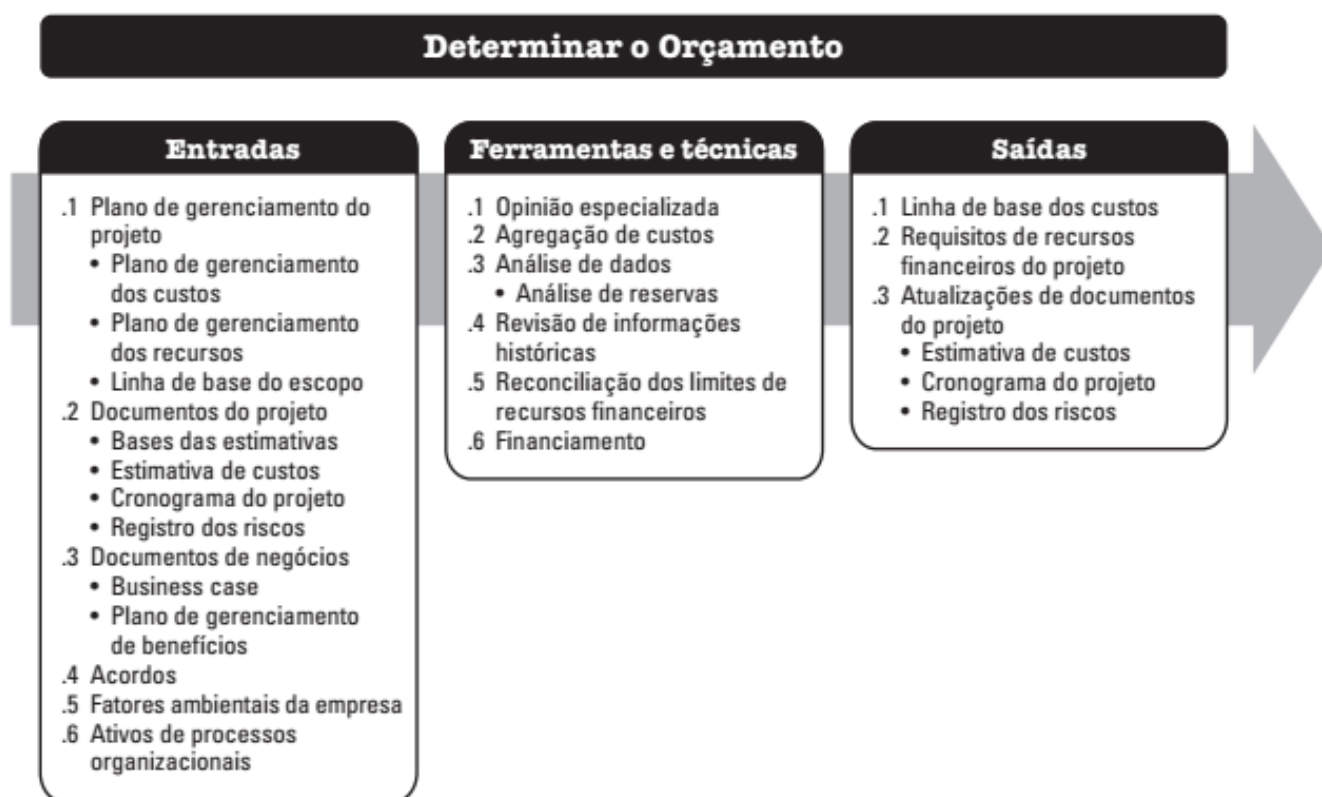 Determinar o Orçamento
Entradas
.1 Plano de gerenciamento do
projeto
• Plano de gerenciamento
dos custos
• Plano de gerenciamento
dos recursos
• Linha de base do escopo
.2 Documentos do projeto
• Bases das estimativas
• Estimativa de custos
• Cronograma do projeto
• Registro dos riscos
.3 Documentos de negócios
• Business case
• Plano de gerenciamento
de benefícios
.4 Acordos
.5 Fatores ambientais da empresa
.6 Ativos de processos
organizacionais
Ferramentas e técnicas
.1 Opinião especializada
.2 Agregação de custos
.3 Análise de dados
• Análise de reservas
.4 Revisão de informações
históricas
.5 Reconciliação dos limites de
recursos financeiros
.6 Financiamento
Saídas
.1 Linha de base dos custos
.2 Requisitos de recursos
financeiros do projeto
.3 Atualizações de documentos
do projeto
• Estimativa de custos
• Cronograma do projeto
• Registro dos riscos